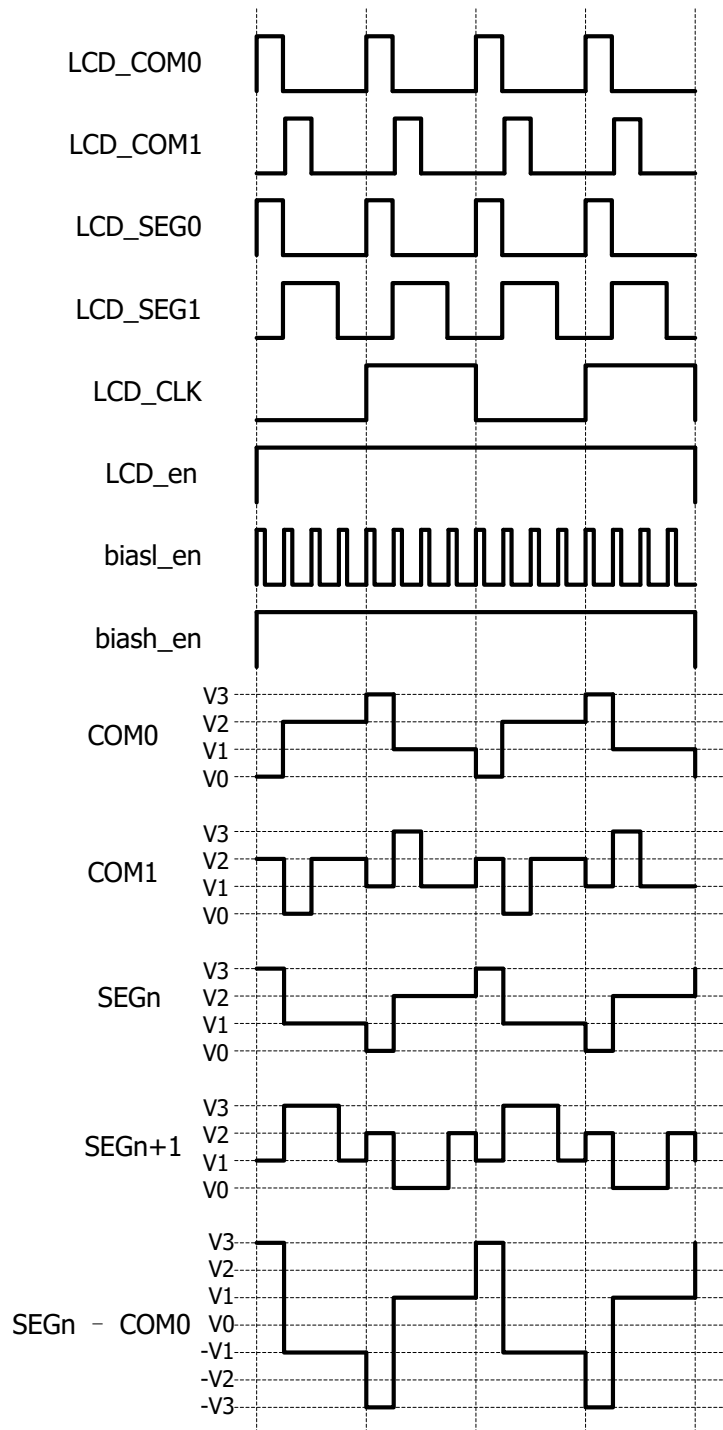 LCD_COM0
LCD_COM1
LCD_SEG0
LCD_SEG1
LCD_CLK
LCD_en
biasl_en
biash_en
COM0
V3
V2
V1
V0
COM1
V3
V2
V1
V0
SEGn
V3
V2
V1
V0
SEGn+1
V3
V2
V1
V0
SEGn - COM0
V3
V2
V1
V0
-V1
-V2
-V3